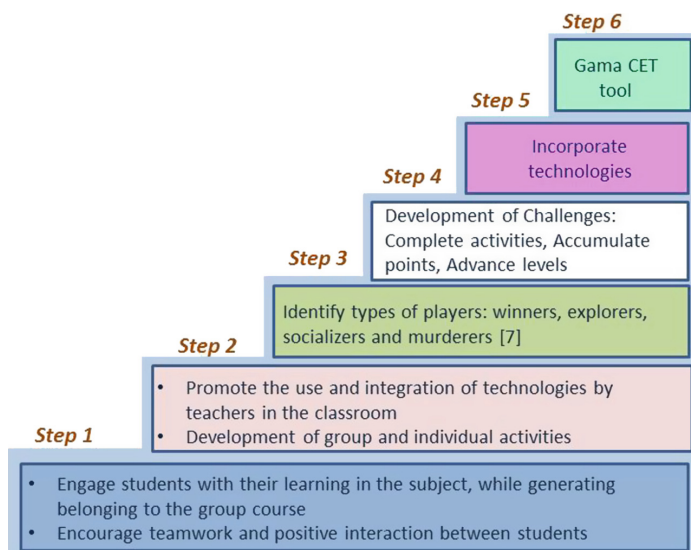 Step 6
Gama CET
tool
Step 5
Incorporate
technologies
Step 4
Development of Challenges:
Complete activities, Accumulate
points, Advance levels
Step 3
Identify types of players: winners, explorers,
socializers and murderers [7]
Step 2
• Promote the use and integration of technologies by
teachers in the classroom
• Development of group and individual activities
Step 1
• Engage students with their learning in the subject, while generating
belonging to the group course
• Encourage teamwork and positive interaction between students